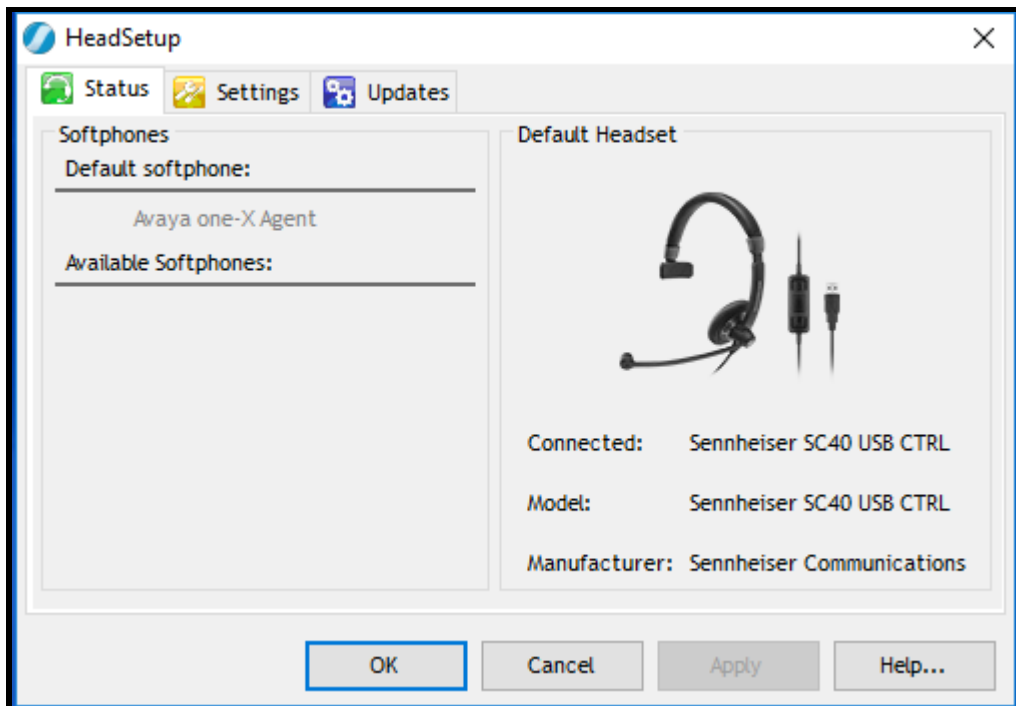 HeadSetup
Status Settings Updates
Softphones
Default softphone:
Avaya one-X Agent
Available Softphones:
Default Headset
Connected: Sennheiser SC40 USB CTRL
Model: Sennheiser SC40 USB CTRL
Manufacturer: Sennheiser Communications
OK Cancel Apply Help...